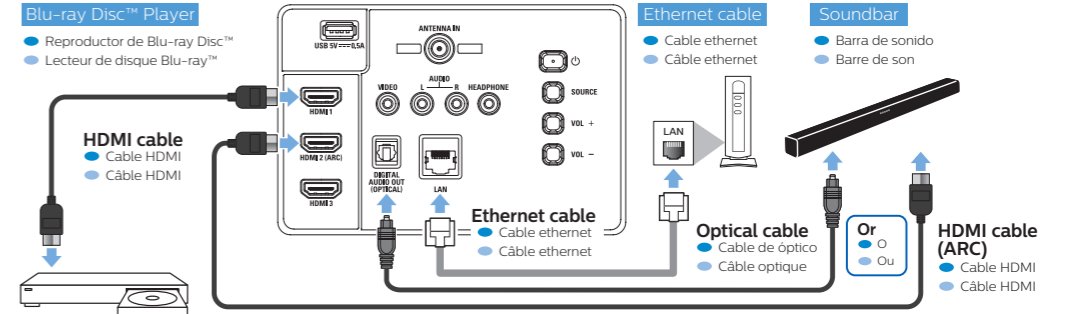 Blu-ray Disc™ Player
Reproductor de Blu-ray Disc™
Lecteur de disque Blu-ray™
HDMI cable
Cable HDMI
Câble HDMI
USB 5V⎓0,5A
ANTENNA IN
HDMI 1
HDMI 2 (ARC)
HDMI 3
VIDEO
AUDIO
L
R
HEADPHONE
DIGITAL
AUDIO OUT
(OPTICAL)
LAN
SOURCE
VOL +
VOL −
Ethernet cable
Cable ethernet
Câble ethernet
Ethernet cable
Cable ethernet
Câble ethernet
LAN
Optical cable
Cable de óptico
Câble optique
Soundbar
Barra de sonido
Barre de son
Or
O
Ou
HDMI cable
(ARC)
Cable HDMI
Câble HDMI